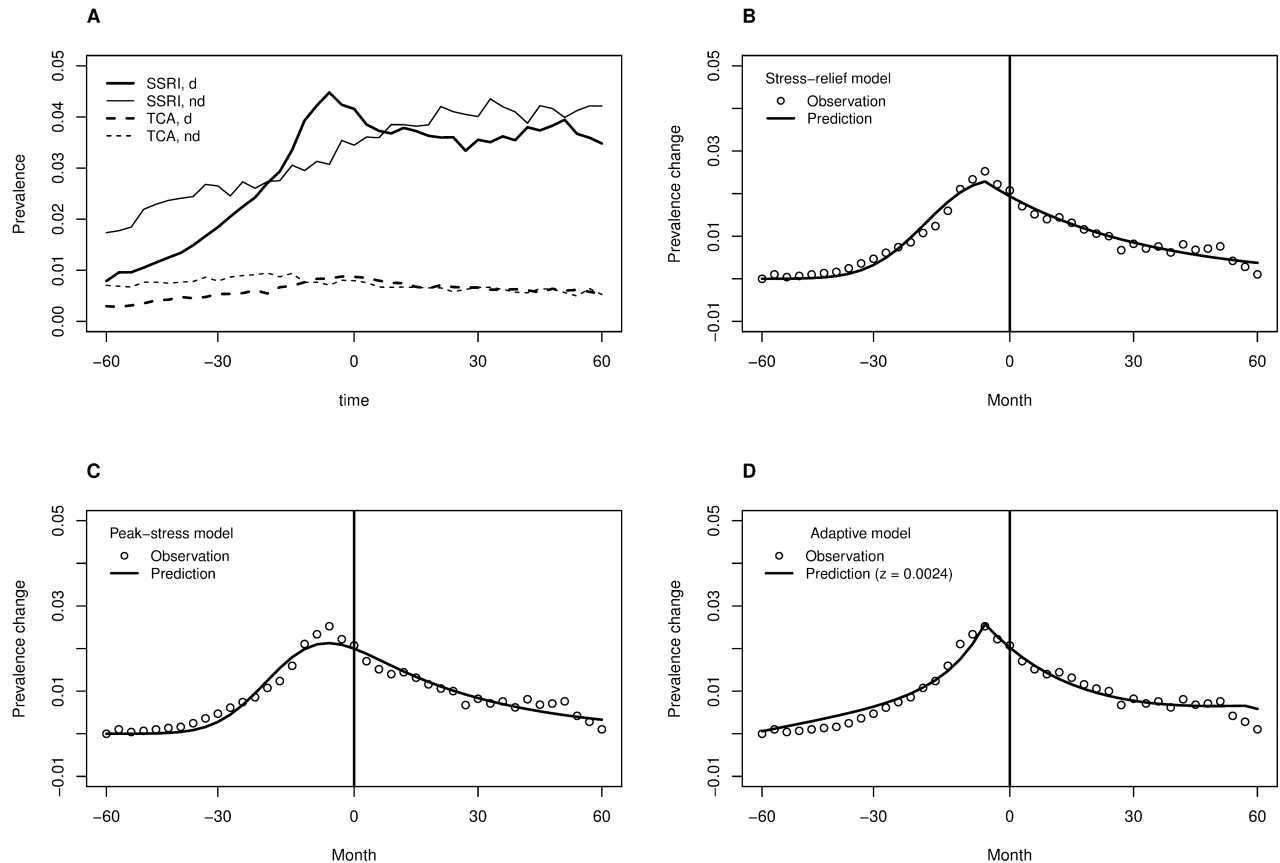 A
SSRI, d
SSRI, nd
TCA, d
TCA, nd
Prevalence
0.00 0.01 0.02 0.03 0.04 0.05
−60 −30 0 30 60
time
B
Stress−relief model
Observation
Prediction
Prevalence change
−0.01 0.01 0.03 0.05
−60 −30 0 30 60
Month
C
Peak−stress model
Observation
Prediction
Prevalence change
−0.01 0.01 0.03 0.05
−60 −30 0 30 60
Month
D
Adaptive model
Observation
Prediction (z = 0.0024)
Prevalence change
−0.01 0.01 0.03 0.05
−60 −30 0 30 60
Month